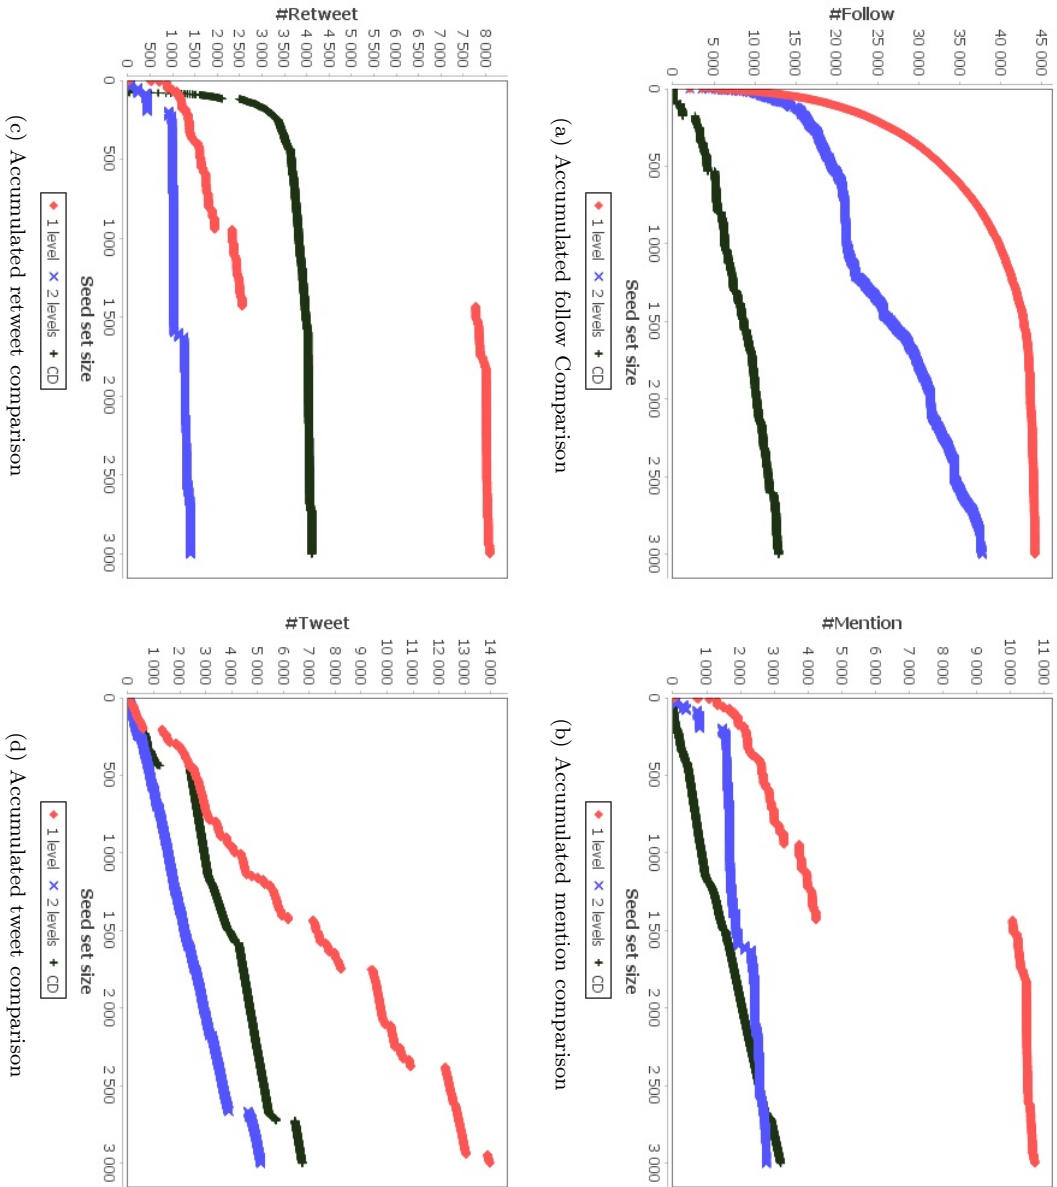 #Follow
45 000
40 000
35 000
30 000
25 000
20 000
15 000
10 000
5 000
0
0 500 1 000 1 500 2 000 2 500 3 000
Seed set size
1 level 2 levels CD
(a) Accumulated follow Comparison
#Mention
11 000
10 000
9 000
8 000
7 000
6 000
5 000
4 000
3 000
2 000
1 000
0
0 500 1 000 1 500 2 000 2 500 3 000
Seed set size
1 level 2 levels CD
(b) Accumulated mention comparison
#Retweet
8 000
7 500
7 000
6 500
6 000
5 500
5 000
4 500
4 000
3 500
3 000
2 500
2 000
1 500
1 000
500
0
0 500 1 000 1 500 2 000 2 500 3 000
Seed set size
1 level 2 levels CD
(c) Accumulated retweet comparison
#Tweet
14 000
13 000
12 000
11 000
10 000
9 000
8 000
7 000
6 000
5 000
4 000
3 000
2 000
1 000
0
0 500 1 000 1 500 2 000 2 500 3 000
Seed set size
1 level 2 levels CD
(d) Accumulated tweet comparison